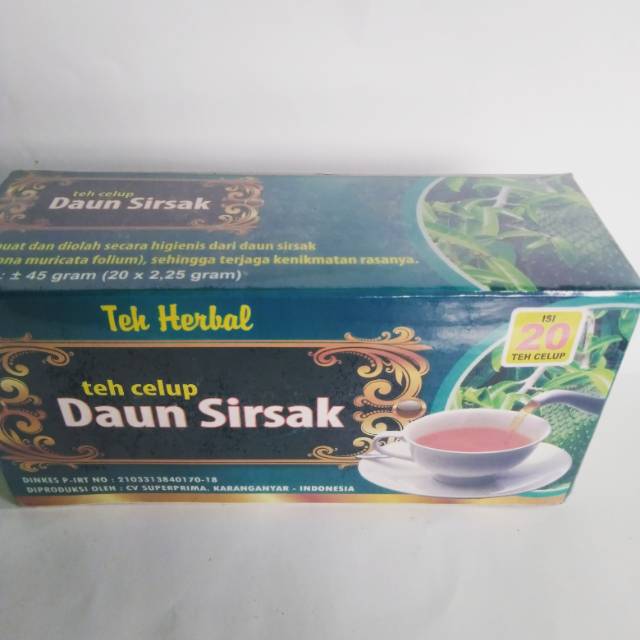 teh celup
Daun Sirsak
dan diolah secara higienis dari daun sirsak
muricata folium), sehingga terjaga kenikmatan rasanya.
: ± 45 gram (20 x 2,25 gram)
Teh Herbal
ISI
20
TEH CELUP
teh celup
Daun Sirsak
DINKES P-IRT NO : 2103313840170-18
DIPRODUKSI OLEH : CV SUPERPRIMA. KARANGANYAR - INDONESIA